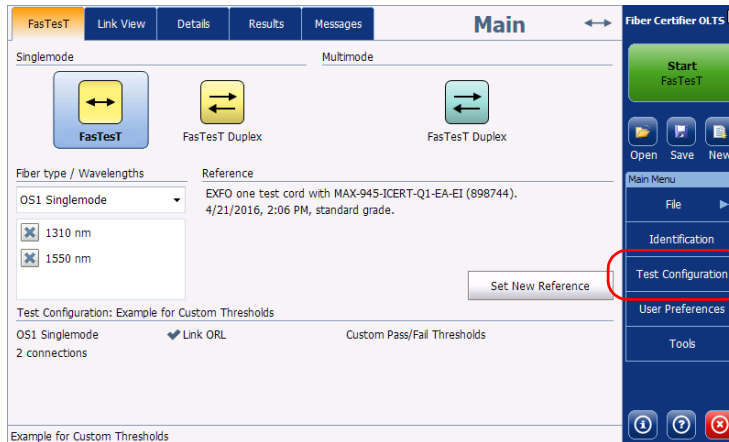 FasTesT Link View Details Results Messages Main
Singlemode Multimode
FasTesT FasTesT Duplex FasTesT Duplex
Fiber type / Wavelengths Reference
OS1 Singlemode
EXFO one test cord with MAX-945-ICERT-Q1-EA-EI (898744).
4/21/2016, 2:06 PM, standard grade.
1310 nm
1550 nm
Set New Reference
Test Configuration: Example for Custom Thresholds
OS1 Singlemode Link ORL Custom Pass/Fail Thresholds
2 connections
Example for Custom Thresholds
Fiber Certifier OLTS
Start
FasTesT
Open Save New
Main Menu
File
Identification
Test Configuration
User Preferences
Tools